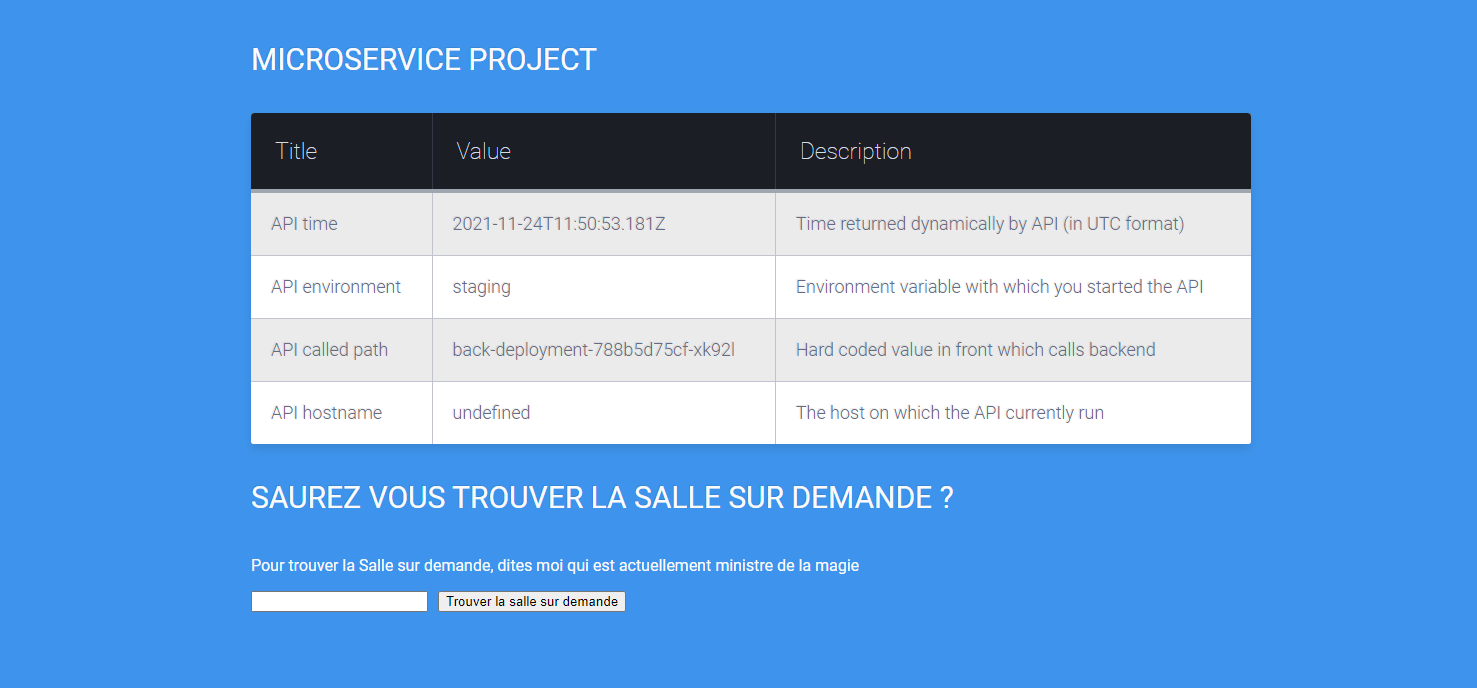 MICROSERVICE PROJECT
Title Value Description
API time 2021-11-24T11:50:53.181Z Time returned dynamically by API (in UTC format)
API environment staging Environment variable with which you started the API
API called path back-deployment-788b5d75cf-xk92l Hard coded value in front which calls backend
API hostname undefined The host on which the API currently run
SAUREZ VOUS TROUVER LA SALLE SUR DEMANDE ?
Pour trouver la Salle sur demande, dites moi qui est actuellement ministre de la magie
Trouver la salle sur demande